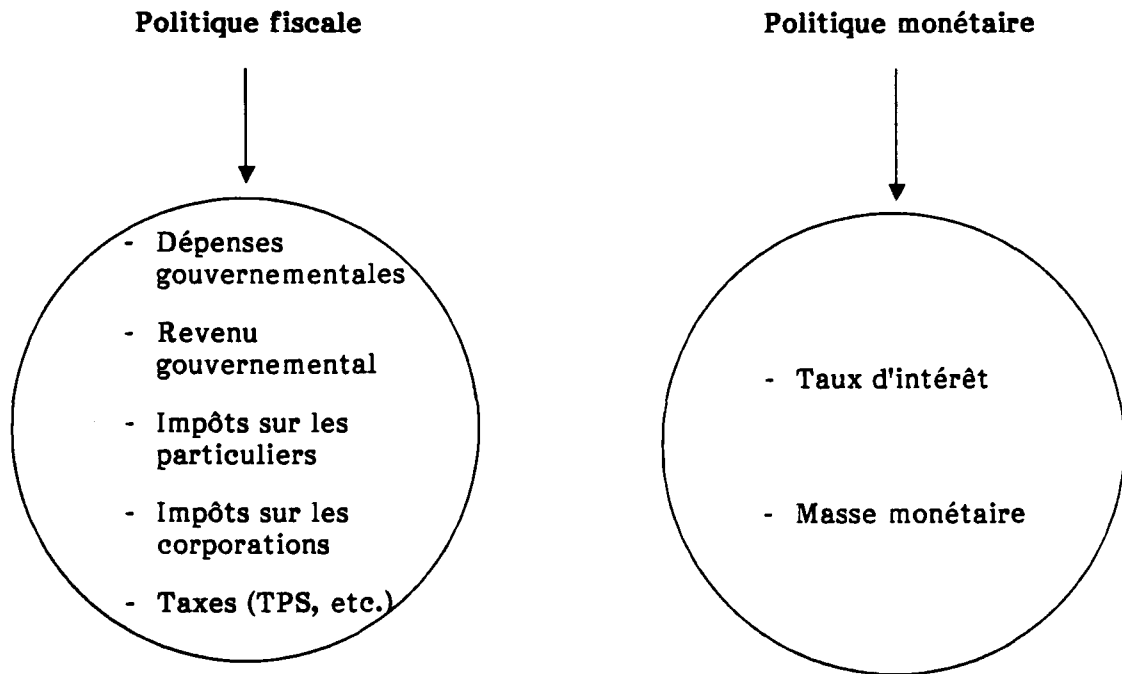 Politique fiscale
- Dépenses
gouvernementales
- Revenu
gouvernemental
- Impôts sur les
particuliers
- Impôts sur les
corporations
- Taxes (TPS, etc.)
Politique monétaire
- Taux d'intérêt
- Masse monétaire